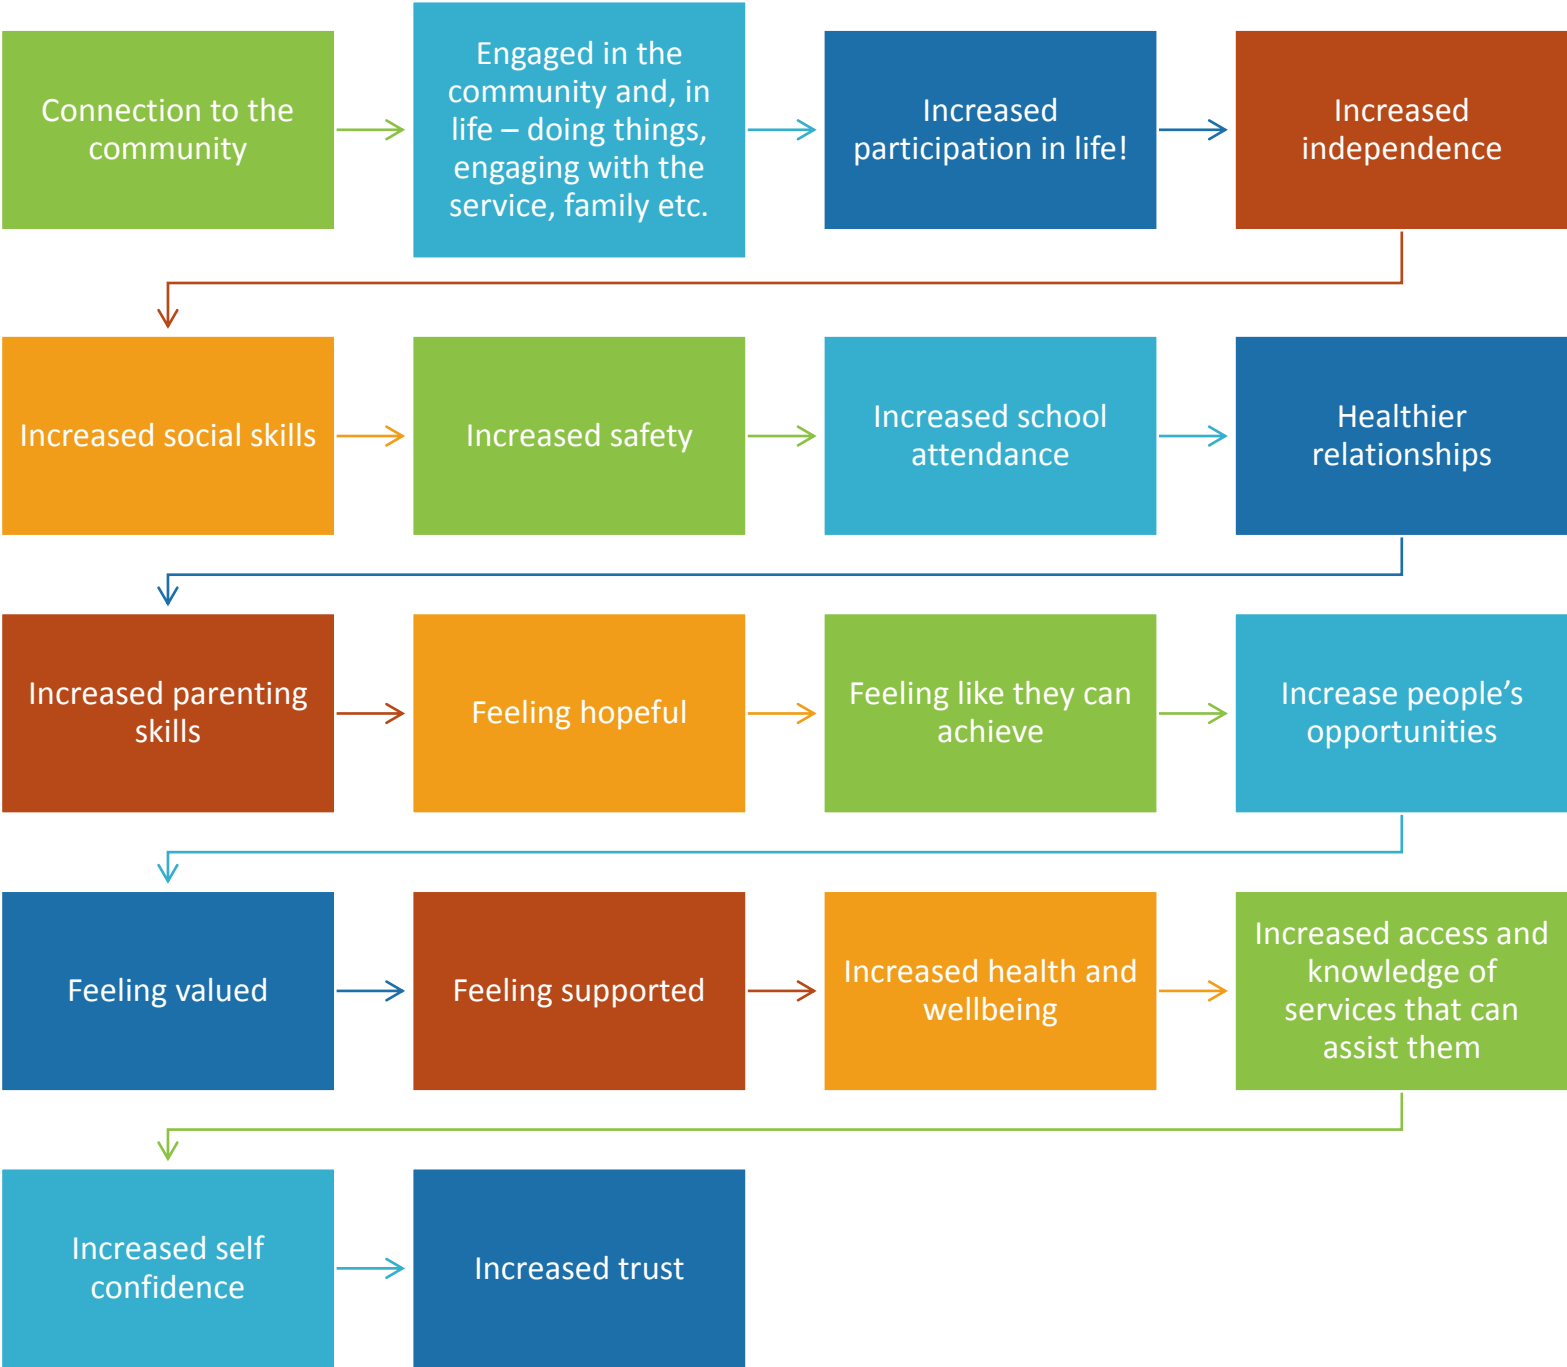 Connection to the
community
Engaged in the
community and, in
life – doing things,
engaging with the
service, family etc.
Increased
participation in life!
Increased
independence
Increased social skills
Increased safety
Increased school
attendance
Healthier
relationships
Increased parenting
skills
Feeling hopeful
Feeling like they can
achieve
Increase people’s
opportunities
Feeling valued
Feeling supported
Increased health and
wellbeing
Increased access and
knowledge of
services that can
assist them
Increased self
confidence
Increased trust